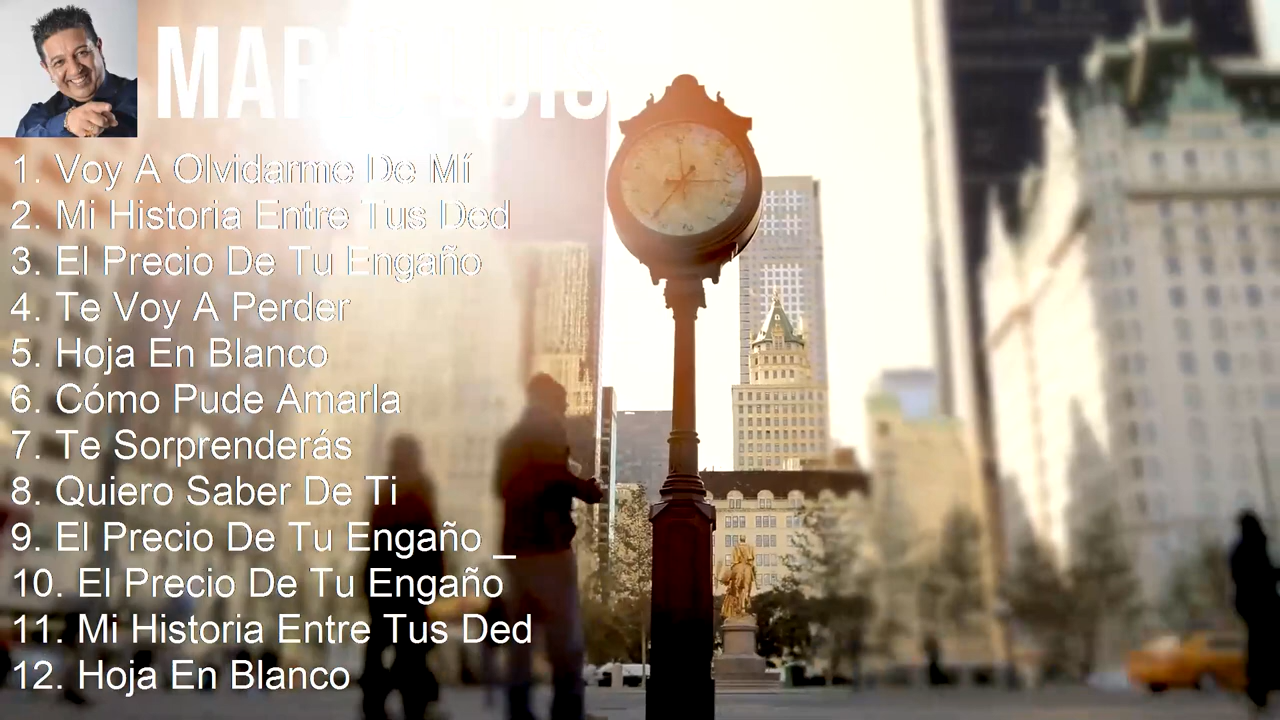 1. Voy A Olvidarme De Mí
2. Mi Historia Entre Tus Ded
3. El Precio De Tu Engaño
4. Te Voy A Perder
5. Hoja En Blanco
6. Cómo Pude Amarla
7. Te Sorprenderás
8. Quiero Saber De Ti
9. El Precio De Tu Engaño _
10. El Precio De Tu Engaño
11. Mi Historia Entre Tus Ded
12. Hoja En Blanco